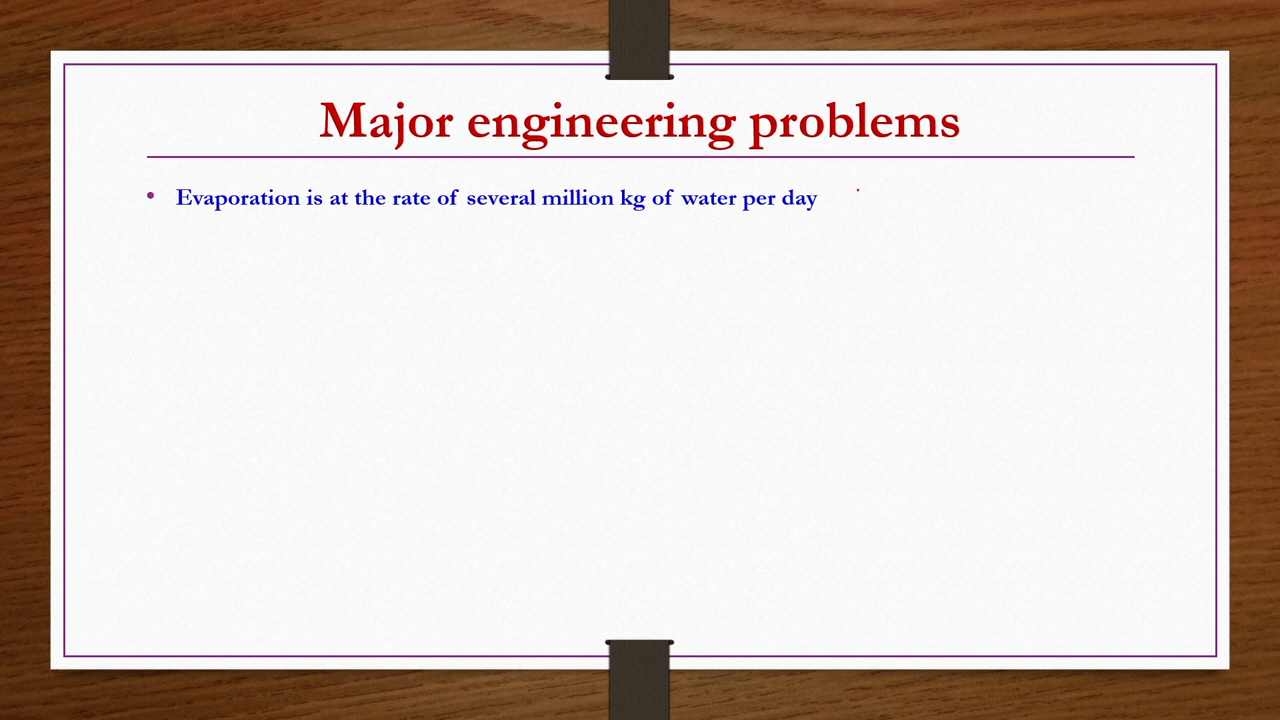 Major engineering problems
• Evaporation is at the rate of several million kg of water per day